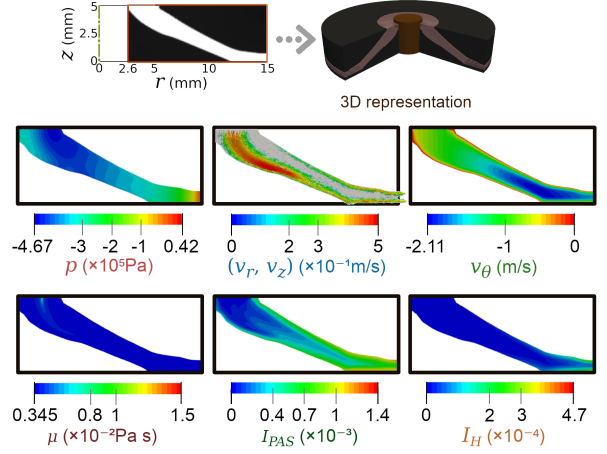 5
z (mm)
0
0 2.6 5 10 15
r (mm)
3D representation
-4.67 -3 -2 -1 0.42
p (×10⁵Pa)
0 2 3 5
(v_r, v_z) (×10⁻¹m/s)
-2.11 -1 0
v_θ (m/s)
0.345 0.8 1 1.5
μ (×10⁻²Pa s)
0 0.4 0.7 1 1.4
I_PAS (×10⁻³)
0 2 3 4.7
I_H (×10⁻⁴)